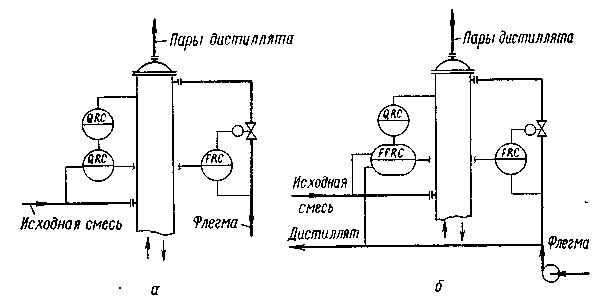 Пары дистиллята
Пары дистиллята
QRC
QRC
QRC
FRC
FFRC
FRC
Исходная смесь
Флегма
Исходная
смесь
Дистиллят
Флегма
а
б